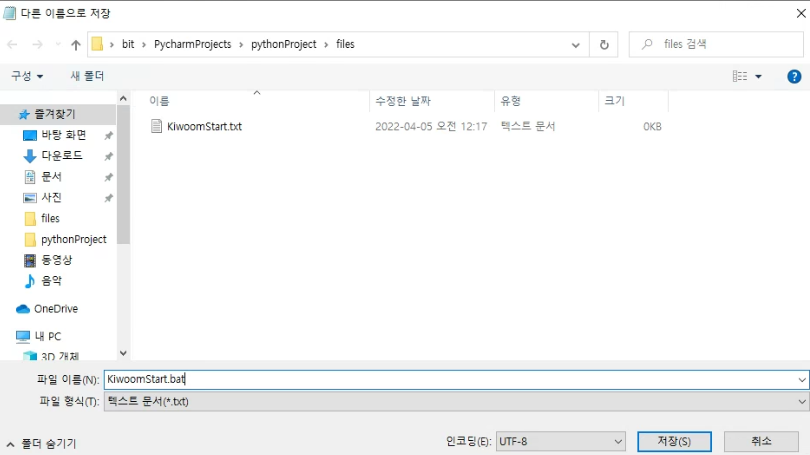 다른 이름으로 저장
bit › PycharmProjects › pythonProject › files
files 검색
구성
새 폴더
이름 수정한 날짜 유형 크기
KiwoomStart.txt 2022-04-05 오전 12:17 텍스트 문서 0KB
즐겨찾기
바탕 화면
다운로드
문서
사진
files
pythonProject
동영상
음악
OneDrive
내 PC
3D 개체
파일 이름(N): KiwoomStart.bat
파일 형식(T): 텍스트 문서(*.txt)
폴더 숨기기
인코딩(E): UTF-8
저장(S)
취소